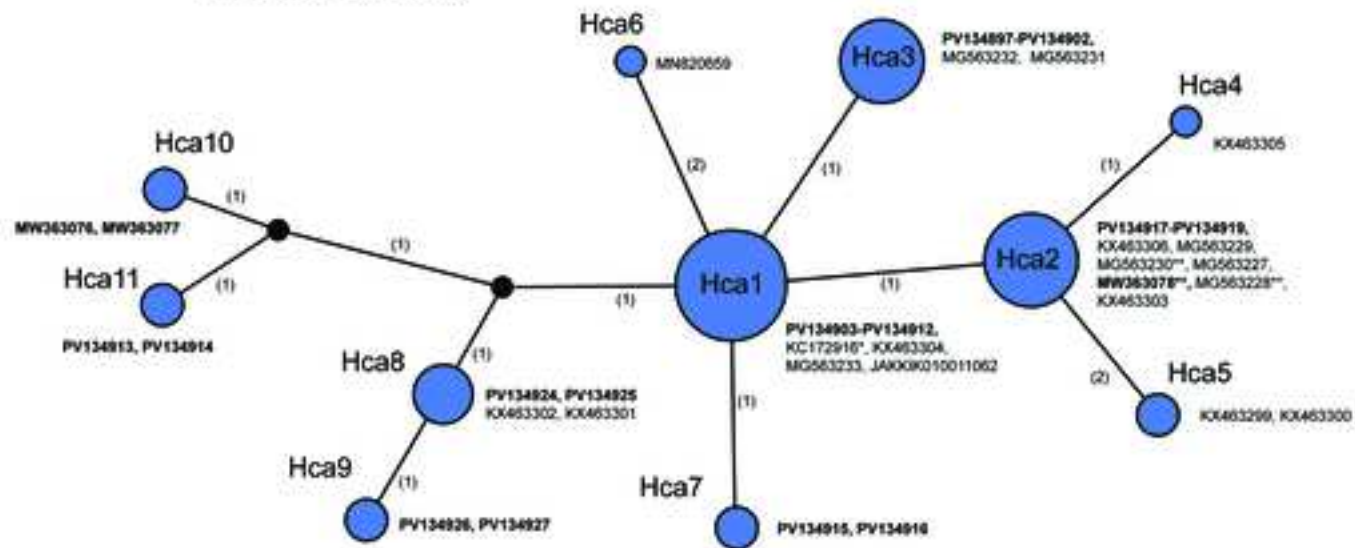 Hca6
MN820859
Hca3
PV134897-PV134902,
MG563232, MG563231
Hca4
KX463305
(1)
(2)
(1)
Hca10
(1)
MW363076, MW363077
(1)
Hca11
(1)
PV134913, PV134914
Hca1
(1)
(1)
Hca2
PV134917-PV134919,
KX463306, MG563229,
MG563230**, MG563227,
MW363078**, MG563228**,
KX463303
PV134903-PV134912,
KC172916*, KX463304,
MG563233, JAKKIK010011062
(1)
Hca8
PV134924, PV134925
KX463302, KX463301
(2)
Hca5
KX463299, KX463300
(1)
Hca9
(1)
PV134926, PV134927
Hca7
PV134915, PV134916